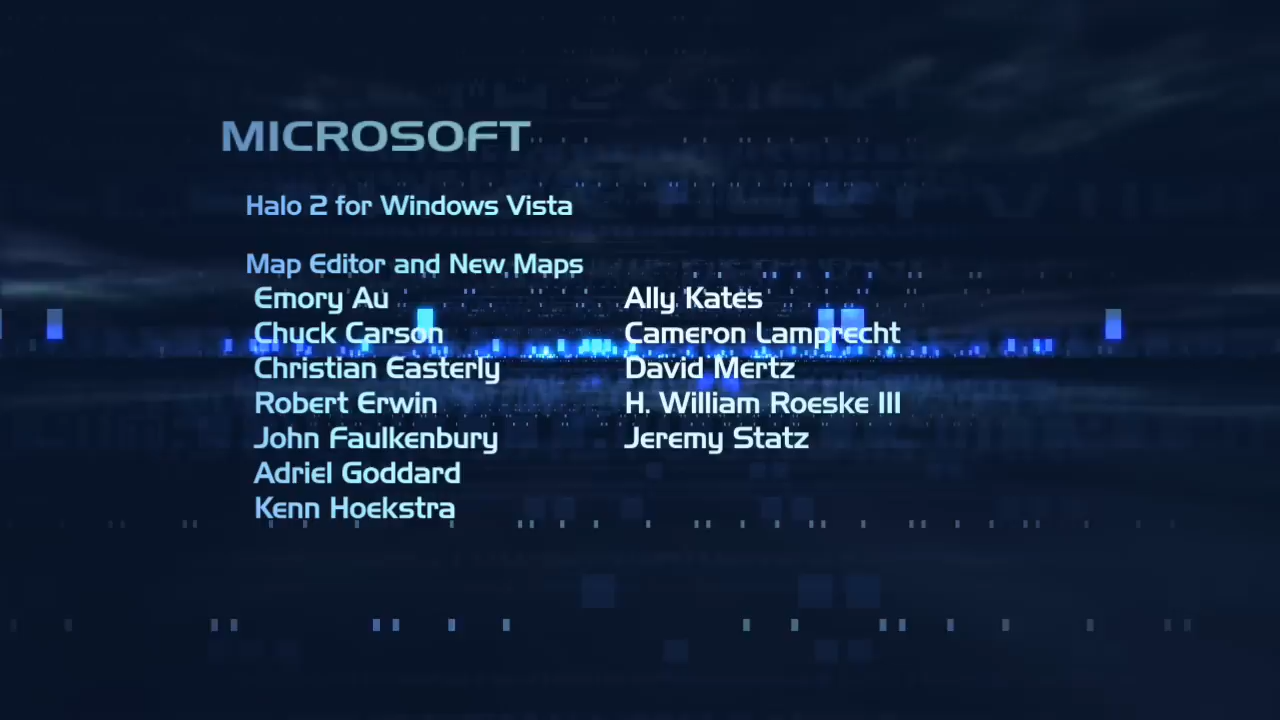 MICROSOFT
Halo 2 for Windows Vista
Map Editor and New Maps
Emory Au
Chuck Carson
Christian Easterly
Robert Erwin
John Faulkenbury
Adriel Goddard
Kenn Hoekstra
Ally Kates
Cameron Lamprecht
David Mertz
H. William Roeske III
Jeremy Statz